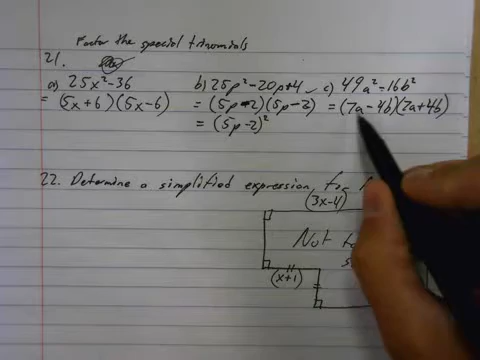 Factor the special trinomials
21.
a) 25x² - 36
= (5x + 6)(5x - 6)
b) 25p² - 20p + 4
= (5p - 2)(5p - 2)
= (5p - 2)²
c) 49a² - 16b²
= (7a - 4b)(7a + 4b)
22. Determine a simplified expression for
(3x - 4)
Not to
(x + 1)